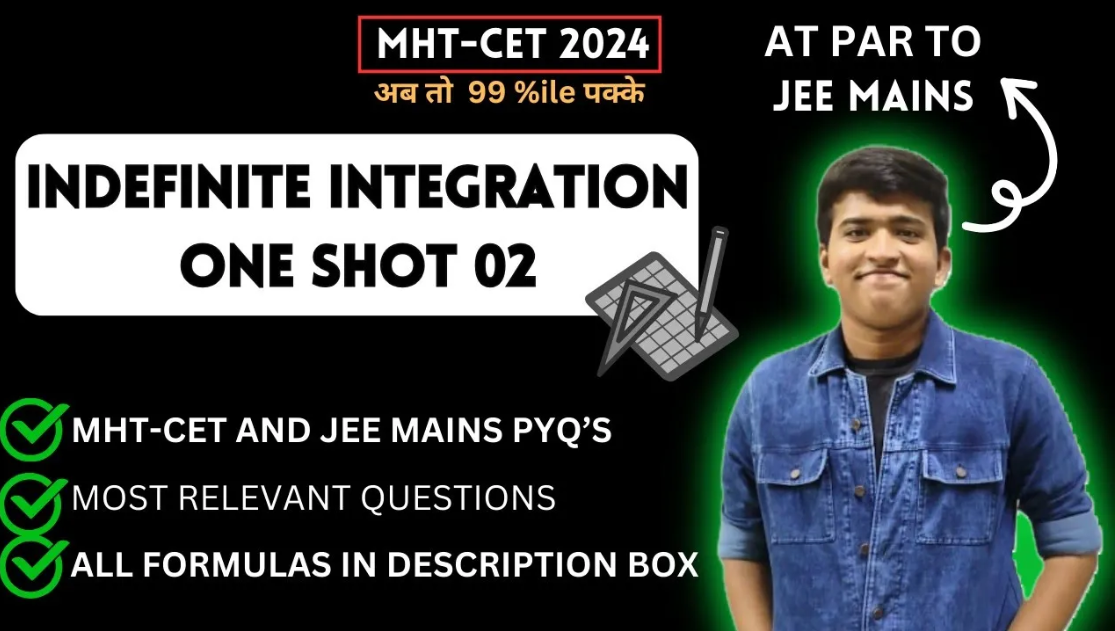 MHT-CET 2024
अब तो 99 %ile पक्के
AT PAR TO
JEE MAINS
INDEFINITE INTEGRATION
ONE SHOT 02
MHT-CET AND JEE MAINS PYQ'S
MOST RELEVANT QUESTIONS
ALL FORMULAS IN DESCRIPTION BOX